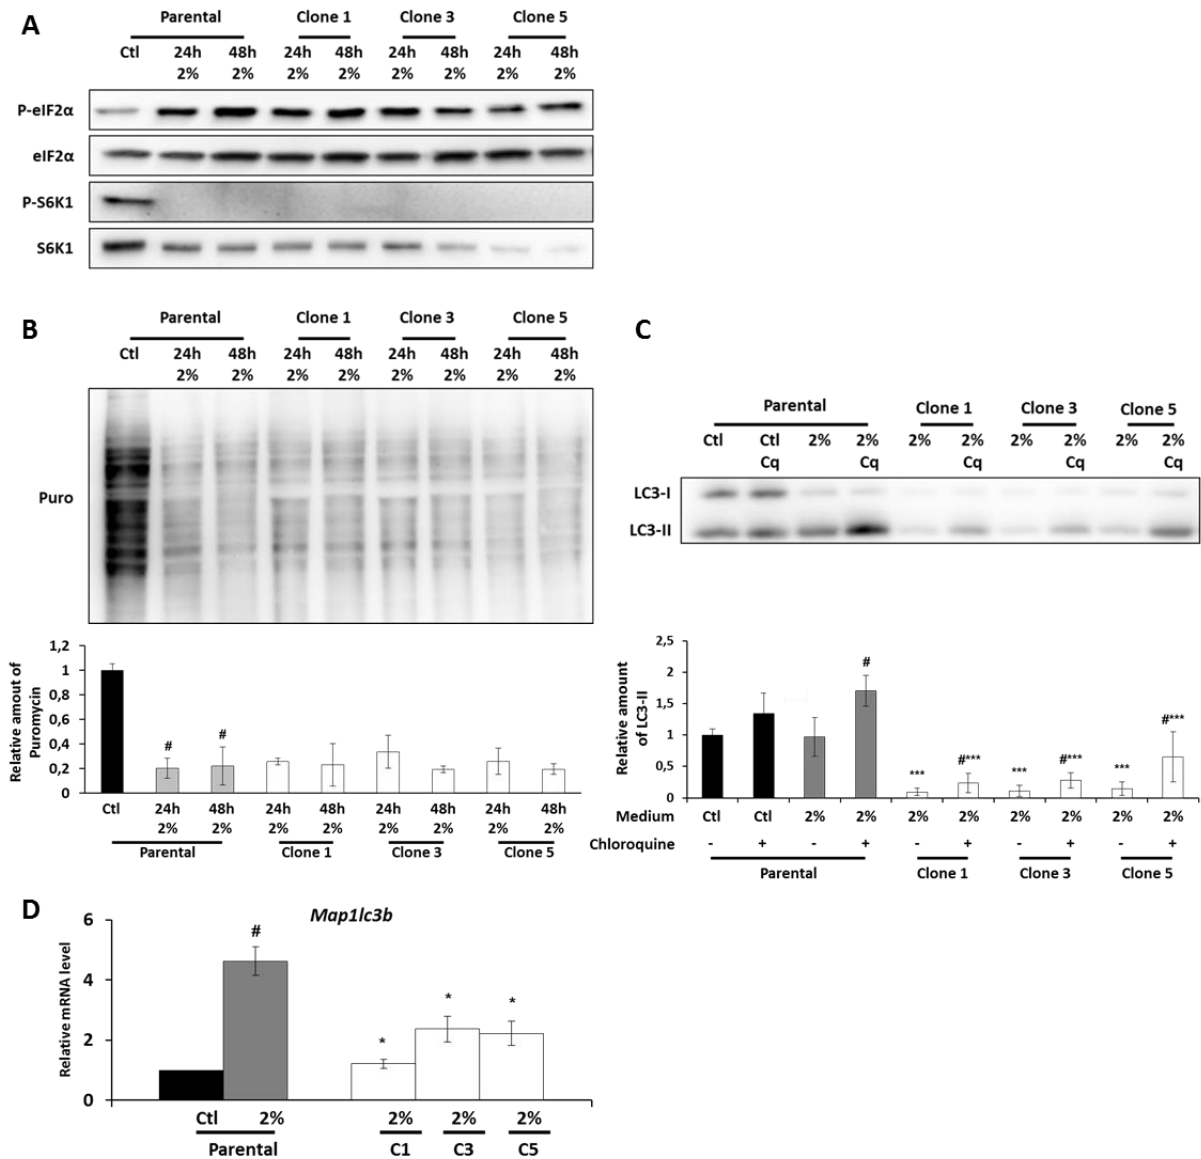 A
Parental Clone 1 Clone 3 Clone 5
Ctl 24h 48h 24h 48h 24h 48h 24h 48h
2% 2% 2% 2% 2% 2% 2% 2%
P-eIF2α
eIF2α
P-S6K1
S6K1
B
Parental Clone 1 Clone 3 Clone 5
Ctl 24h 48h 24h 48h 24h 48h 24h 48h
2% 2% 2% 2% 2% 2% 2% 2%
Puro
Relative amout of
Puromycin
1,2
1
0,8
0,6
0,4
0,2
0
# #
Ctl 24h 48h 24h 48h 24h 48h 24h 48h
2% 2% 2% 2% 2% 2% 2% 2%
Parental Clone 1 Clone 3 Clone 5
C
Parental Clone 1 Clone 3 Clone 5
Ctl Ctl 2% 2% 2% 2% 2% 2% 2% 2%
Cq Cq Cq Cq Cq
LC3-I
LC3-II
Relative amount
of LC3-II
2,5
2
1,5
1
0,5
0
# *** #*** *** #*** *** #***
Medium Ctl Ctl 2% 2% 2% 2% 2% 2% 2% 2%
Chloroquine - + - + - + - + - +
Parental Clone 1 Clone 3 Clone 5
D
Map1lc3b
Relative mRNA level
6
4
2
0
# * * *
Ctl 2% 2% 2% 2%
Parental C1 C3 C5